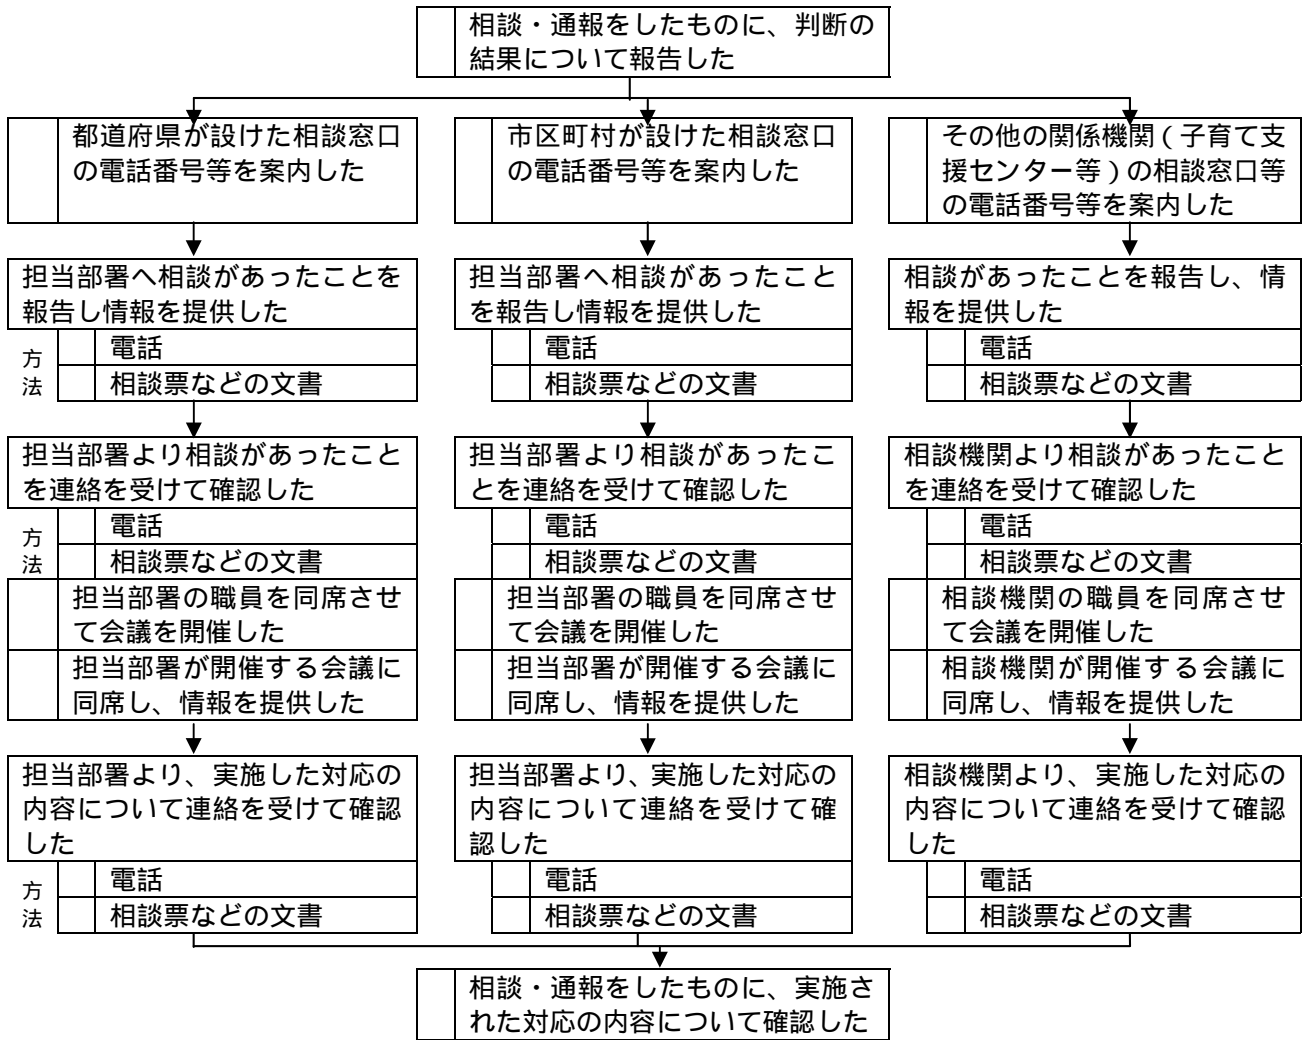 相談・通報をしたものに、判断の
結果について報告した
都道府県が設けた相談窓口
の電話番号等を案内した
市区町村が設けた相談窓口
の電話番号等を案内した
その他の関係機関(子育て支
援センター等)の相談窓口等
の電話番号等を案内した
担当部署へ相談があったことを
報告し情報を提供した
方法
電話
相談票などの文書
担当部署へ相談があったこと
を報告し情報を提供した
電話
相談票などの文書
相談があったことを報告し、情
報を提供した
電話
相談票などの文書
担当部署より相談があったこと
を連絡を受けて確認した
方法
電話
相談票などの文書
担当部署の職員を同席させ
て会議を開催した
担当部署が開催する会議に
同席し、情報を提供した
担当部署より相談があったこ
とを連絡を受けて確認した
電話
相談票などの文書
担当部署の職員を同席させ
て会議を開催した
担当部署が開催する会議に
同席し、情報を提供した
相談機関より相談があったこと
を連絡を受けて確認した
電話
相談票などの文書
相談機関の職員を同席させ
て会議を開催した
相談機関が開催する会議に
同席し、情報を提供した
担当部署より、実施した対応の
内容について連絡を受けて確認
した
方法
電話
相談票などの文書
担当部署より、実施した対応の
内容について連絡を受けて確
認した
電話
相談票などの文書
相談機関より、実施した対応の
内容について連絡を受けて確認
した
電話
相談票などの文書
相談・通報をしたものに、実施さ
れた対応の内容について確認した